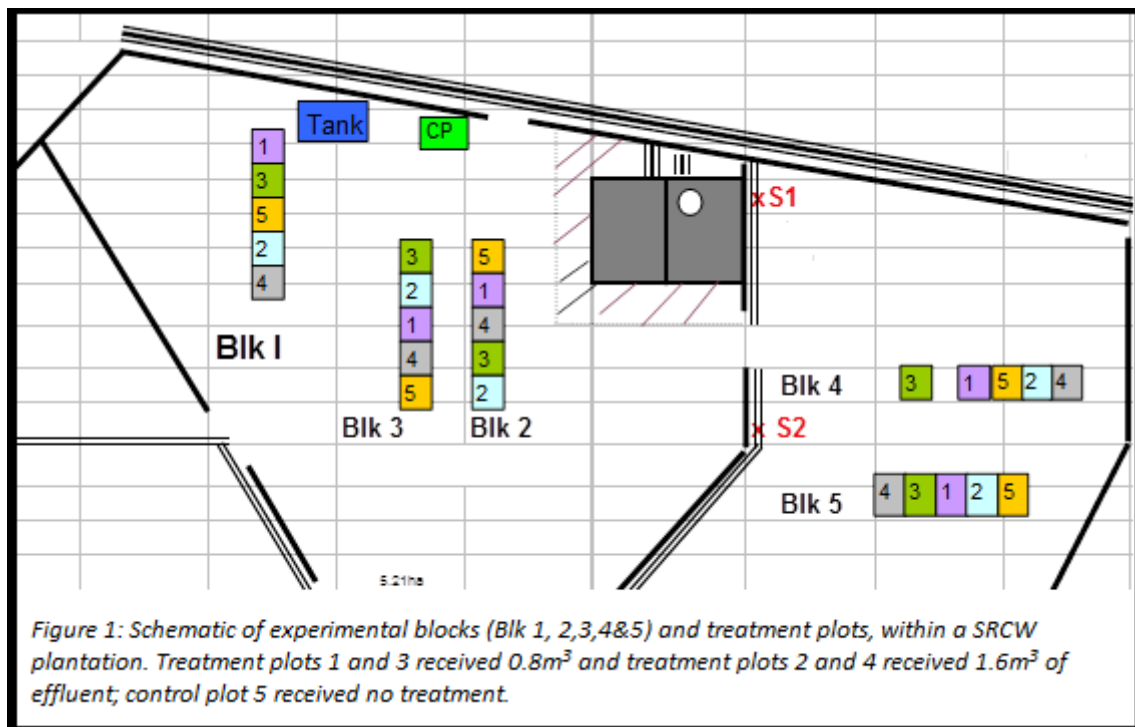 Tank
CP
1
3
5
2
4
Blk I
3
2
1
4
5
Blk 3
5
1
4
3
2
Blk 2
xS1
Blk 4
3
1
5
2
4
x S2
Blk 5
4
3
1
2
5
5.21ha
Figure 1: Schematic of experimental blocks (Blk 1, 2,3,4&5) and treatment plots, within a SRCW
plantation. Treatment plots 1 and 3 received 0.8m³ and treatment plots 2 and 4 received 1.6m³ of
effluent; control plot 5 received no treatment.